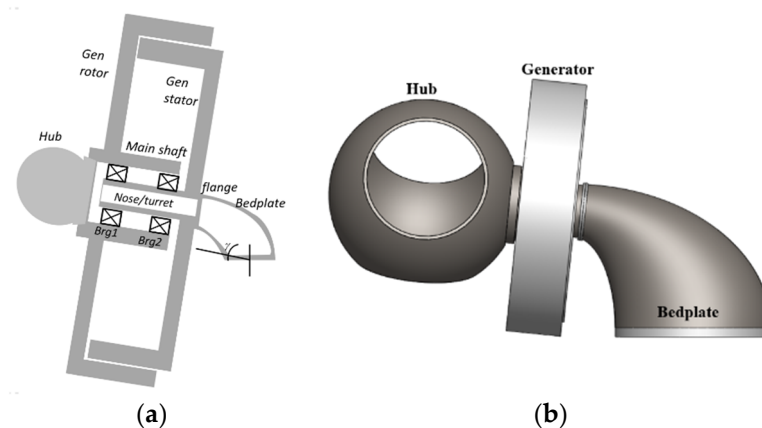 Gen
rotor
Gen
stator
Hub
Main shaft
flange
Nose/turret
Bedplate
Brg1
Brg2
γ
Generator
Hub
Bedplate
(a)
(b)